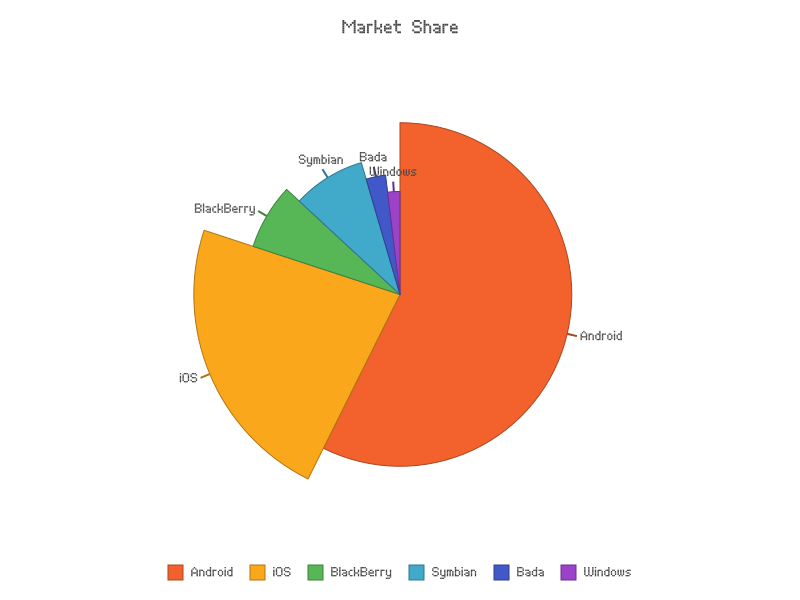 Market Share
Bada
Symbian
Windows
BlackBerry
Android
iOS
Android iOS BlackBerry Symbian Bada Windows